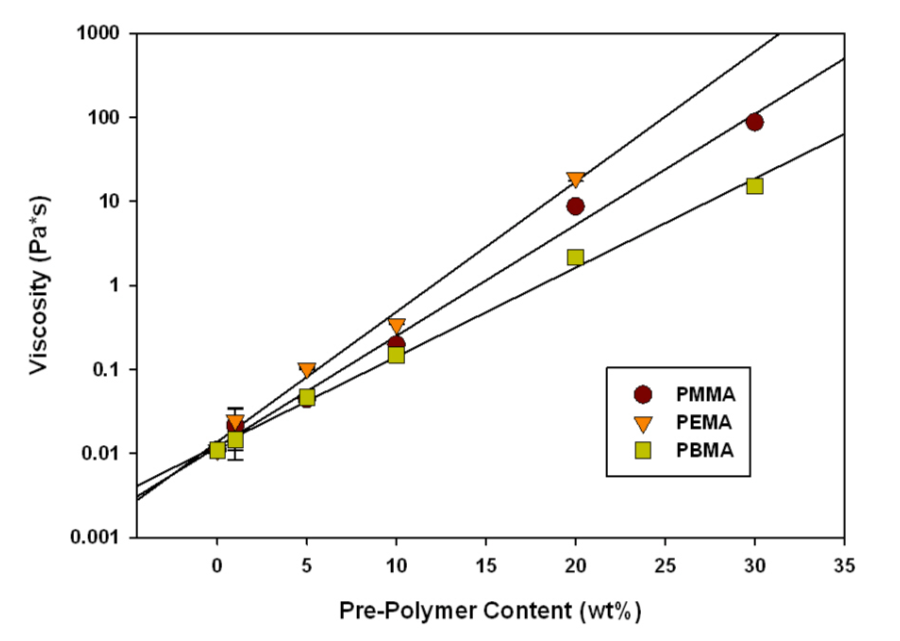 1000
100
10
1
0.1
0.01
0.001
Viscosity (Pa*s)
PMMA
PEMA
PBMA
0 5 10 15 20 25 30 35
Pre-Polymer Content (wt%)